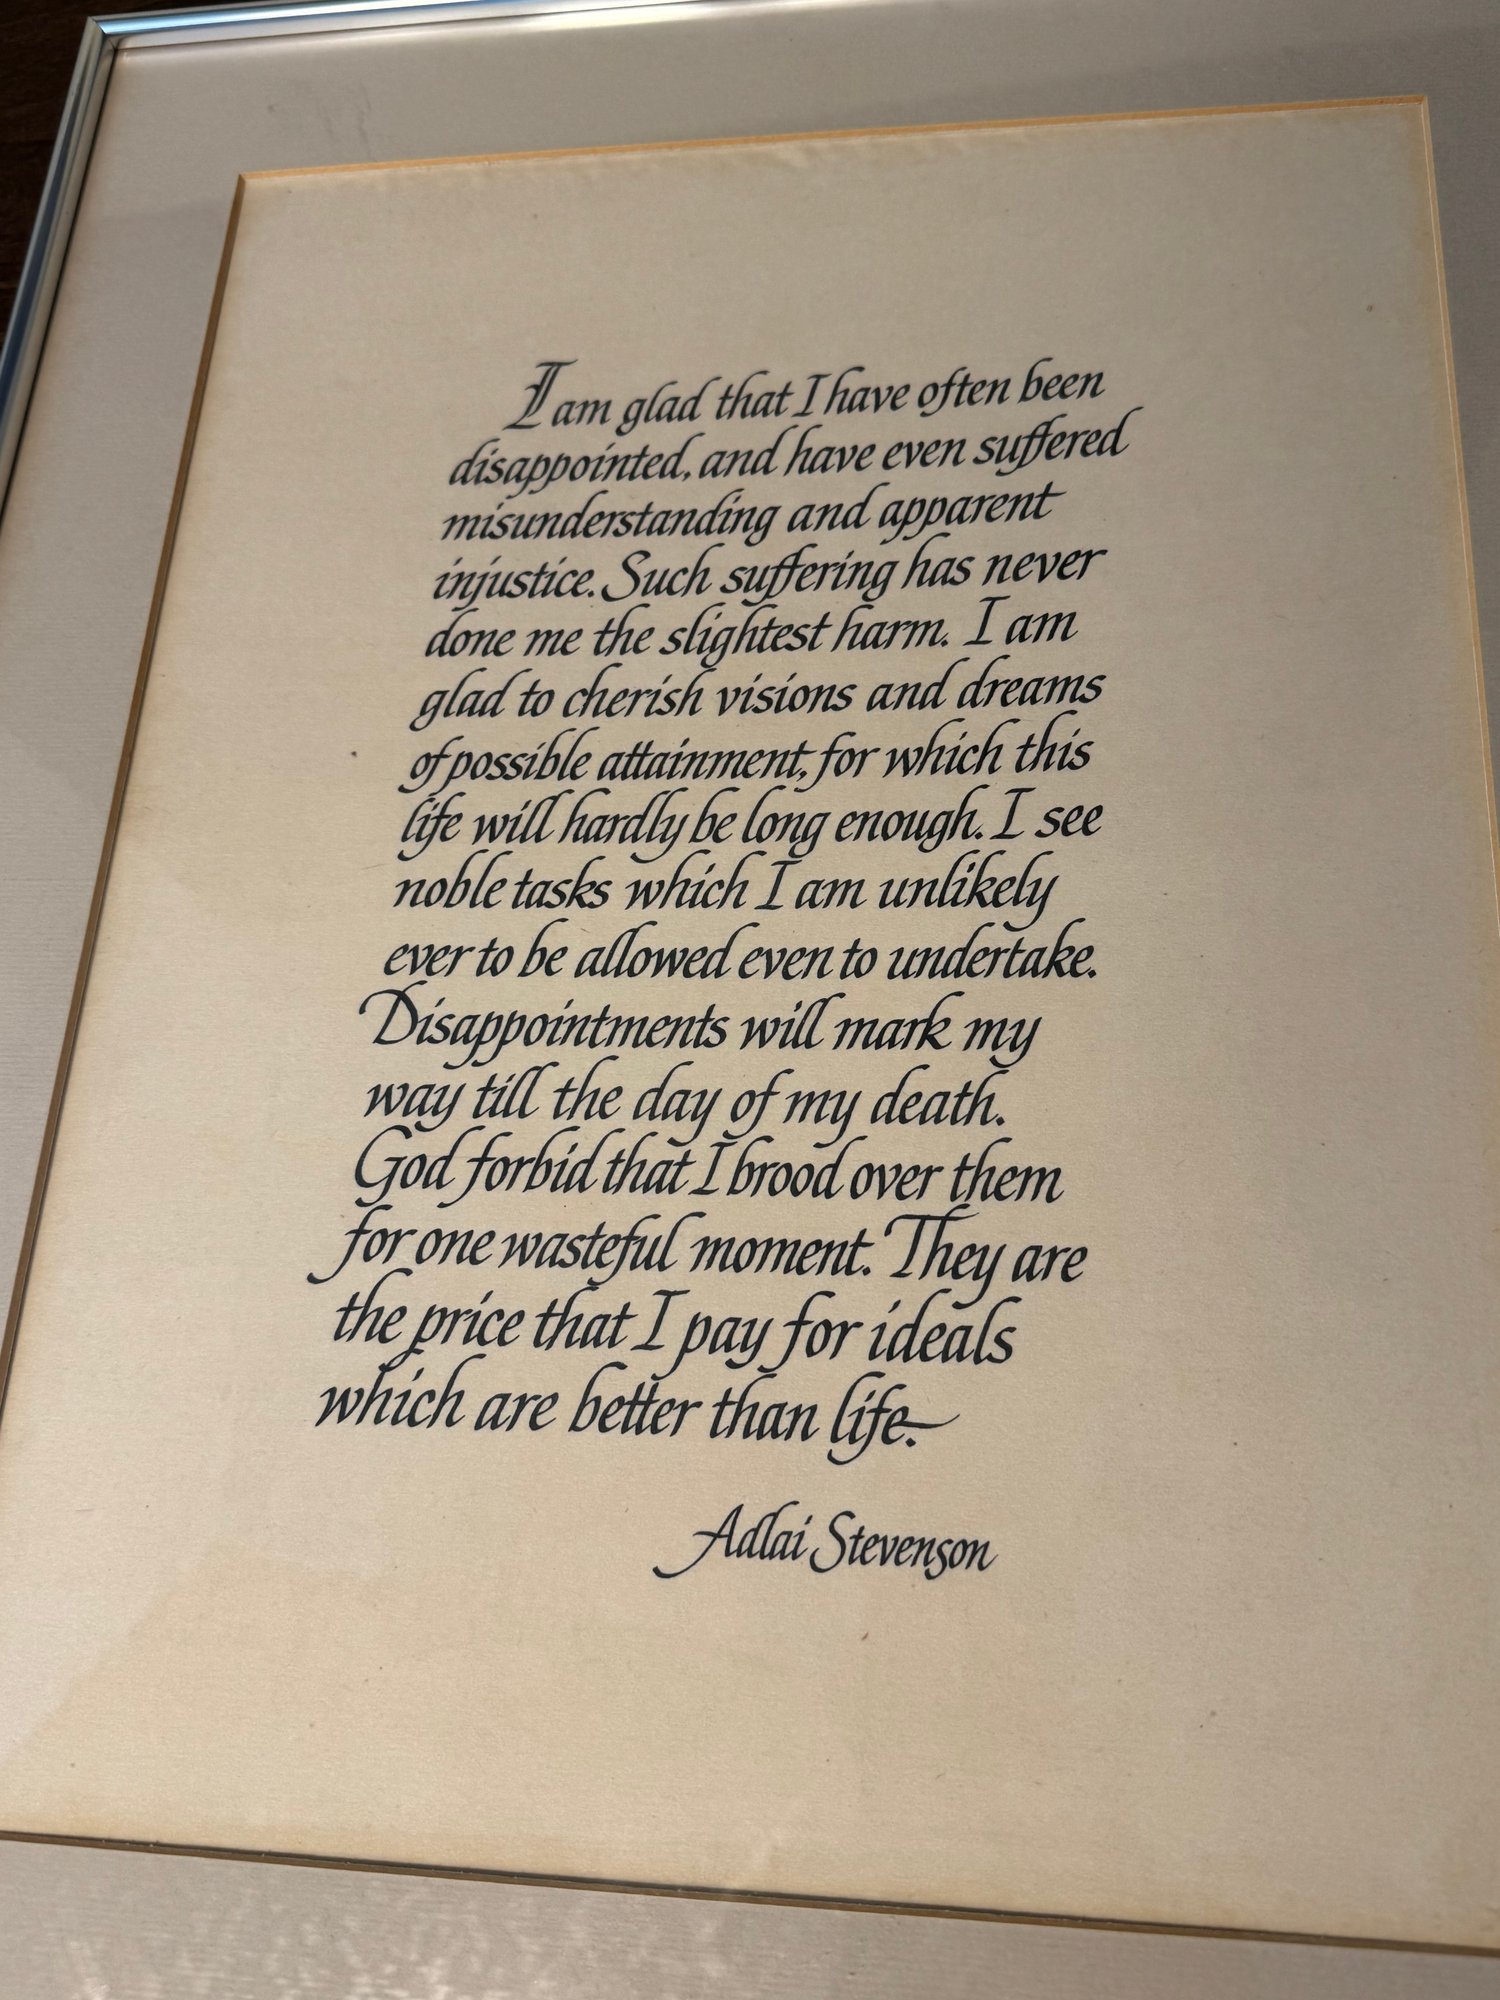 I am glad that I have often been
disappointed, and have even suffered
misunderstanding and apparent
injustice. Such suffering has never
done me the slightest harm. I am
glad to cherish visions and dreams
of possible attainment, for which this
life will hardly be long enough. I see
noble tasks which I am unlikely
ever to be allowed even to undertake.
Disappointments will mark my
way till the day of my death.
God forbid that I brood over them
for one wasteful moment. They are
the price that I pay for ideals
which are better than life.
Adlai Stevenson